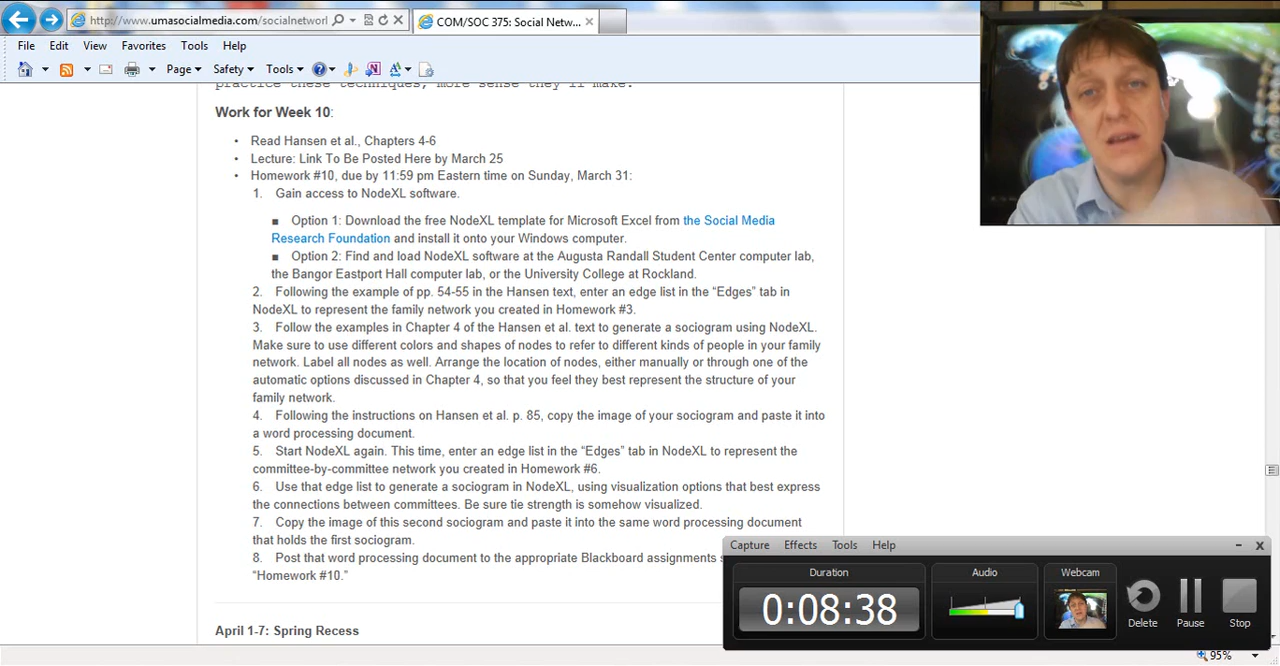 http://www.umasocialmedia.com/socialnetworl
COM/SOC 375: Social Netw...
File Edit View Favorites Tools Help
Page Safety Tools
practice these techniques, more sense they'll make.
Work for Week 10:
• Read Hansen et al., Chapters 4-6
• Lecture: Link To Be Posted Here by March 25
• Homework #10, due by 11:59 pm Eastern time on Sunday, March 31:
1. Gain access to NodeXL software.
■ Option 1: Download the free NodeXL template for Microsoft Excel from the Social Media
Research Foundation and install it onto your Windows computer.
■ Option 2: Find and load NodeXL software at the Augusta Randall Student Center computer lab,
the Bangor Eastport Hall computer lab, or the University College at Rockland.
2. Following the example of pp. 54-55 in the Hansen text, enter an edge list in the “Edges” tab in
NodeXL to represent the family network you created in Homework #3.
3. Follow the examples in Chapter 4 of the Hansen et al. text to generate a sociogram using NodeXL.
Make sure to use different colors and shapes of nodes to refer to different kinds of people in your family
network. Label all nodes as well. Arrange the location of nodes, either manually or through one of the
automatic options discussed in Chapter 4, so that you feel they best represent the structure of your
family network.
4. Following the instructions on Hansen et al. p. 85, copy the image of your sociogram and paste it into
a word processing document.
5. Start NodeXL again. This time, enter an edge list in the “Edges” tab in NodeXL to represent the
committee-by-committee network you created in Homework #6.
6. Use that edge list to generate a sociogram in NodeXL, using visualization options that best express
the connections between committees. Be sure tie strength is somehow visualized.
7. Copy the image of this second sociogram and paste it into the same word processing document
that holds the first sociogram.
8. Post that word processing document to the appropriate Blackboard assignments
“Homework #10.”
April 1-7: Spring Recess
Capture Effects Tools Help
Duration Audio Webcam
0:08:38
Delete Pause Stop
95%